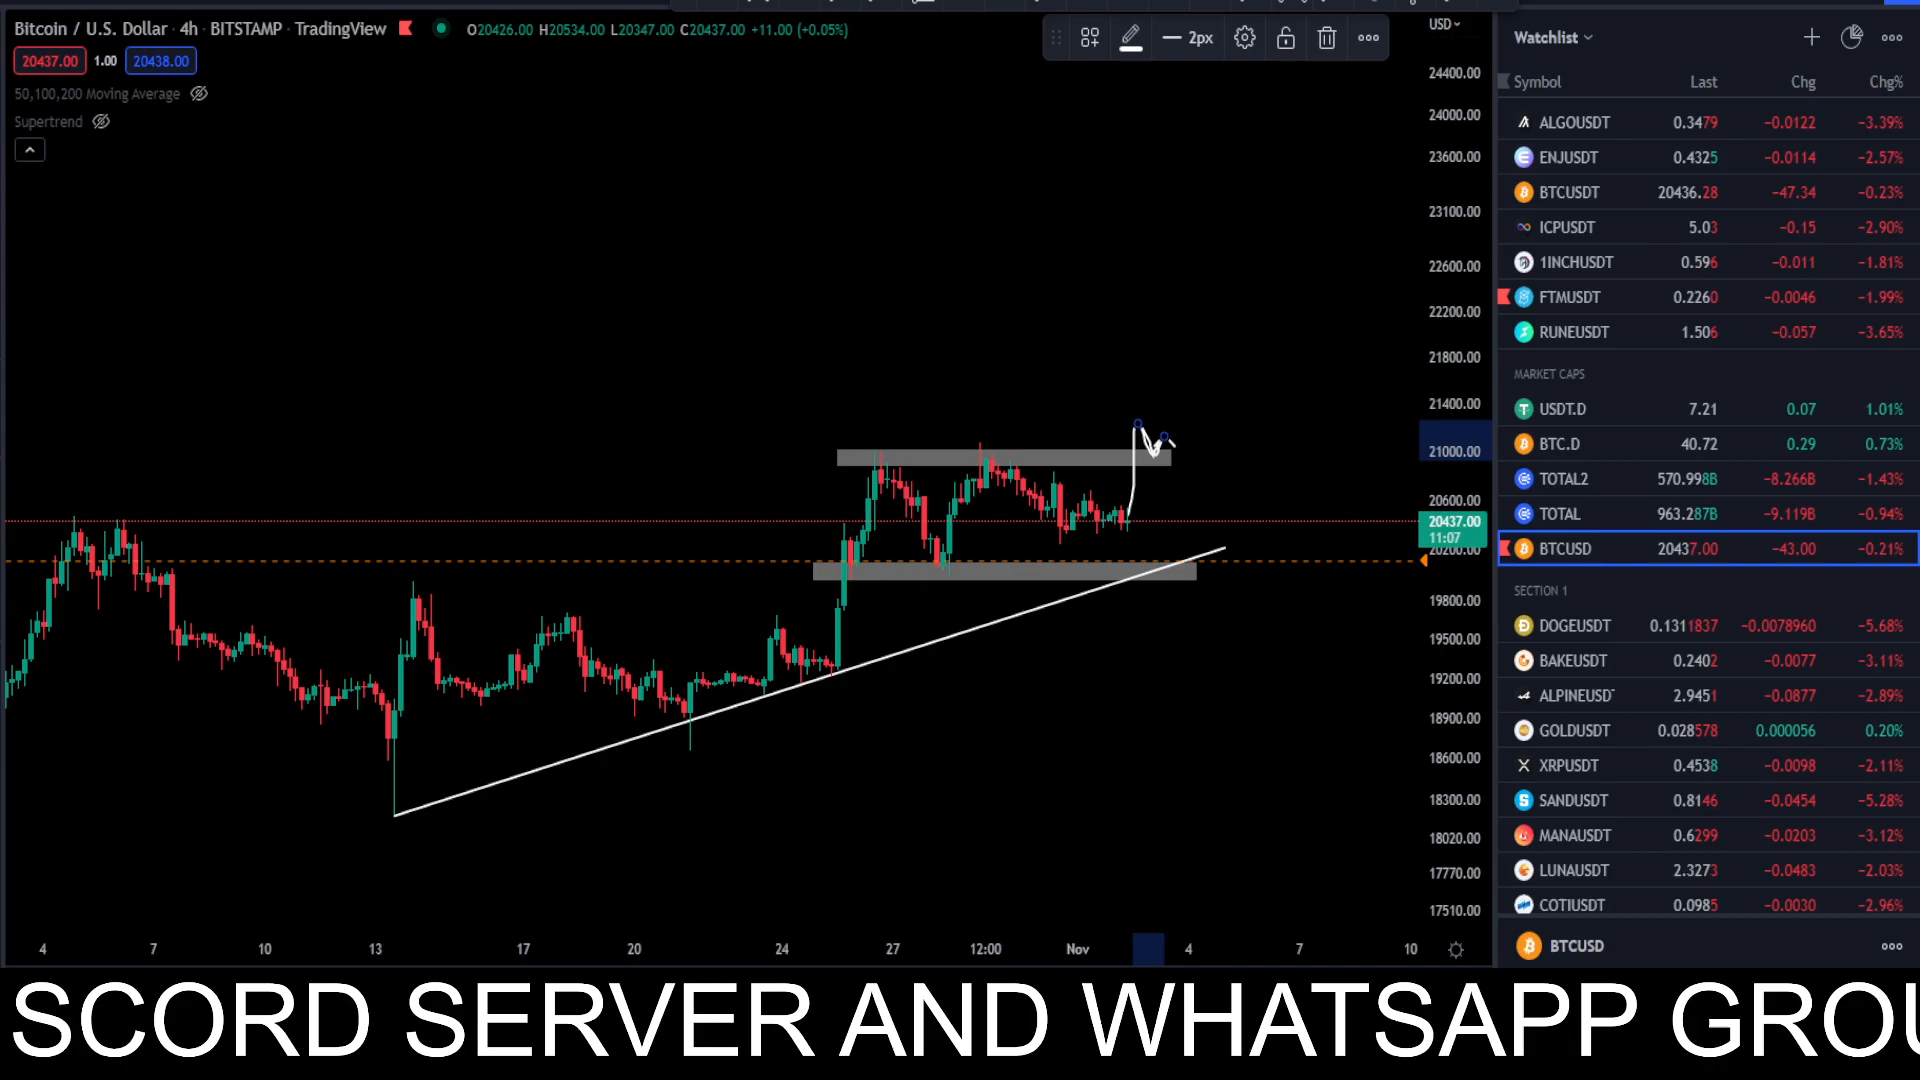 Bitcoin / U.S. Dollar · 4h · BITSTAMP · TradingView
O20426.00 H20534.00 L20347.00 C20437.00 +11.00 (+0.05%)
20437.00 1.00 20438.00
50,100,200 Moving Average
Supertrend
2px
USD
24400.00
24000.00
23600.00
23100.00
22600.00
22200.00
21800.00
21400.00
21000.00
20600.00
20437.00
11:07
20200.00
19800.00
19500.00
19200.00
18900.00
18600.00
18300.00
18020.00
17770.00
17510.00
4 7 10 13 17 20 24 27 12:00 Nov 4 7 10
Watchlist
Symbol Last Chg Chg%
ALGOUSDT 0.3479 −0.0122 −3.39%
ENJUSDT 0.4325 −0.0114 −2.57%
BTCUSDT 20436.28 −47.34 −0.23%
ICPUSDT 5.03 −0.15 −2.90%
1INCHUSDT 0.596 −0.011 −1.81%
FTMUSDT 0.2260 −0.0046 −1.99%
RUNEUSDT 1.506 −0.057 −3.65%
MARKET CAPS
USDT.D 7.21 0.07 1.01%
BTC.D 40.72 0.29 0.73%
TOTAL2 570.998B −8.266B −1.43%
TOTAL 963.287B −9.119B −0.94%
BTCUSD 20437.00 −43.00 −0.21%
SECTION 1
DOGEUSDT 0.1311837 −0.0078960 −5.68%
BAKEUSDT 0.2402 −0.0077 −3.11%
ALPINEUSDT 2.9451 −0.0877 −2.89%
GOLDUSDT 0.028578 0.000056 0.20%
XRPUSDT 0.4538 −0.0098 −2.11%
SANDUSDT 0.8146 −0.0454 −5.28%
MANAUSDT 0.6299 −0.0203 −3.12%
LUNAUSDT 2.3273 −0.0483 −2.03%
COTIUSDT 0.0985 −0.0030 −2.96%
BTCUSD
SCORD SERVER AND WHATSAPP GROU